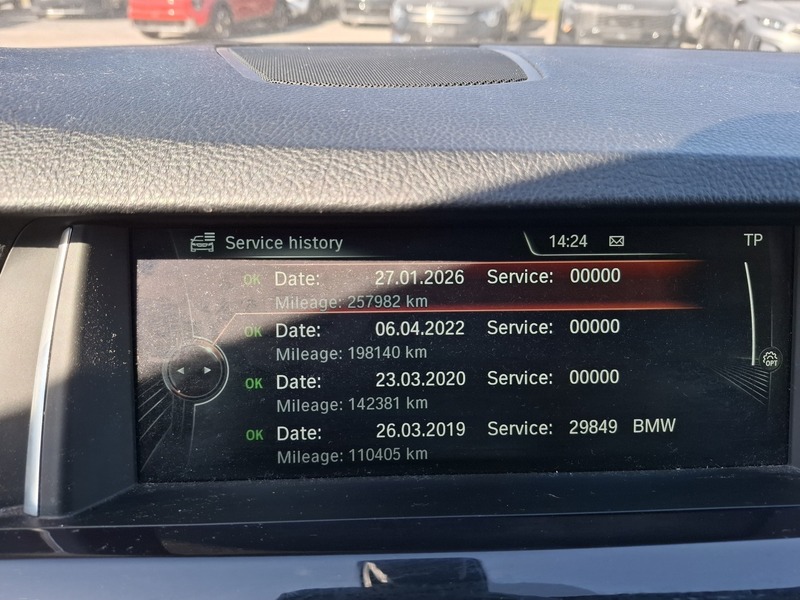 Service history 14:24 TP
OK Date: 27.01.2026 Service: 00000
Mileage: 257982 km
OK Date: 06.04.2022 Service: 00000
Mileage: 198140 km
OPT
OK Date: 23.03.2020 Service: 00000
Mileage: 142381 km
OK Date: 26.03.2019 Service: 29849 BMW
Mileage: 110405 km